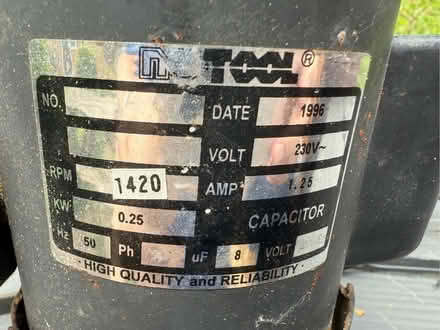 TOOL®
NO. DATE 1996
VOLT 230V~
RPM 1420 AMP 1.25
KW 0.25 CAPACITOR
Hz 50 Ph uF 8 VOLT
· HIGH QUALITY and RELIABILITY ·